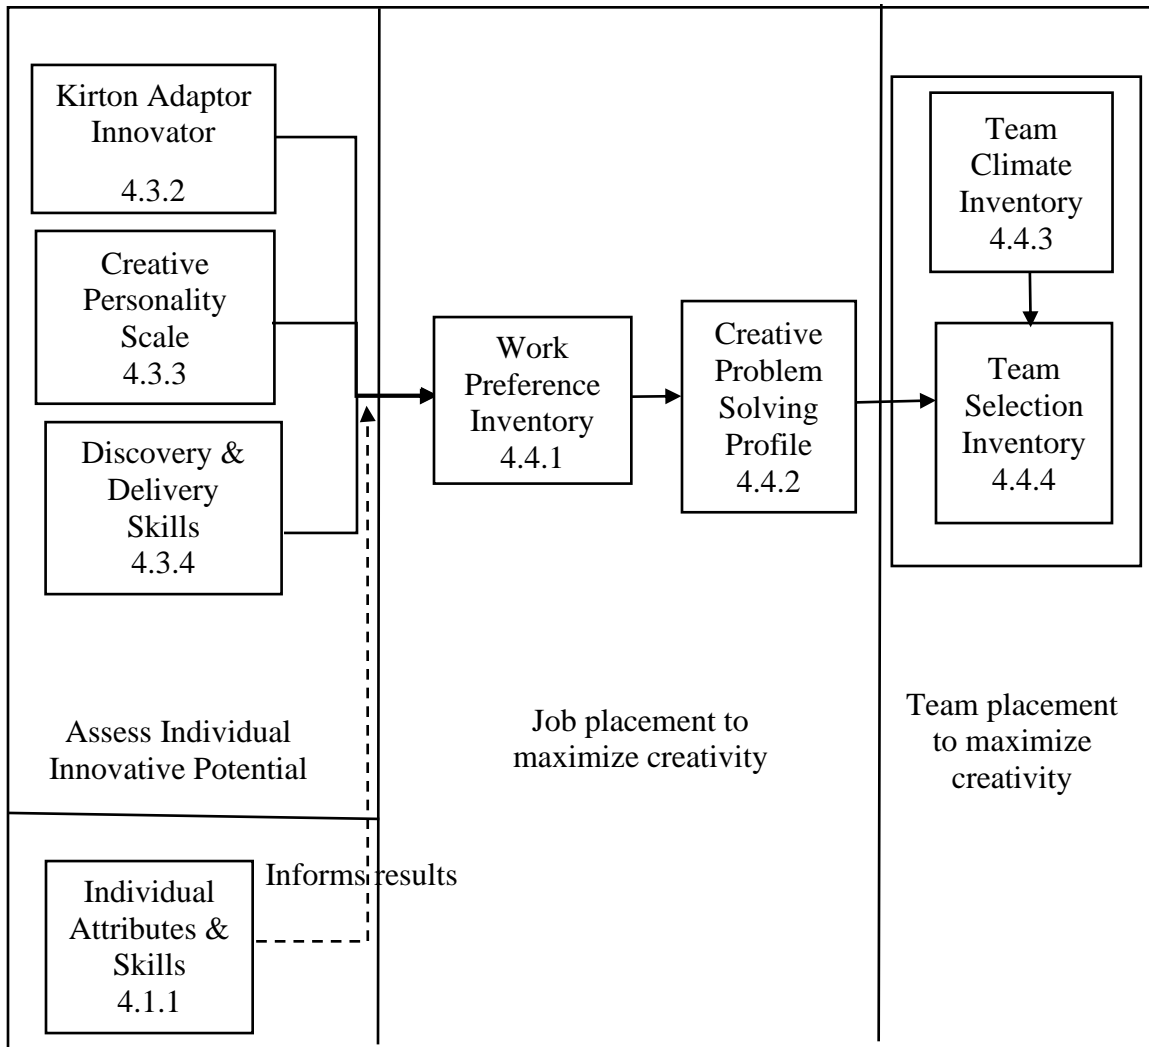 Kirton Adaptor
Innovator
4.3.2
Creative
Personality
Scale
4.3.3
Discovery &
Delivery
Skills
4.3.4
Assess Individual
Innovative Potential
Individual
Attributes &
Skills
4.1.1
Informs results
Work
Preference
Inventory
4.4.1
Creative
Problem
Solving
Profile
4.4.2
Job placement to
maximize creativity
Team
Climate
Inventory
4.4.3
Team
Selection
Inventory
4.4.4
Team placement
to maximize
creativity